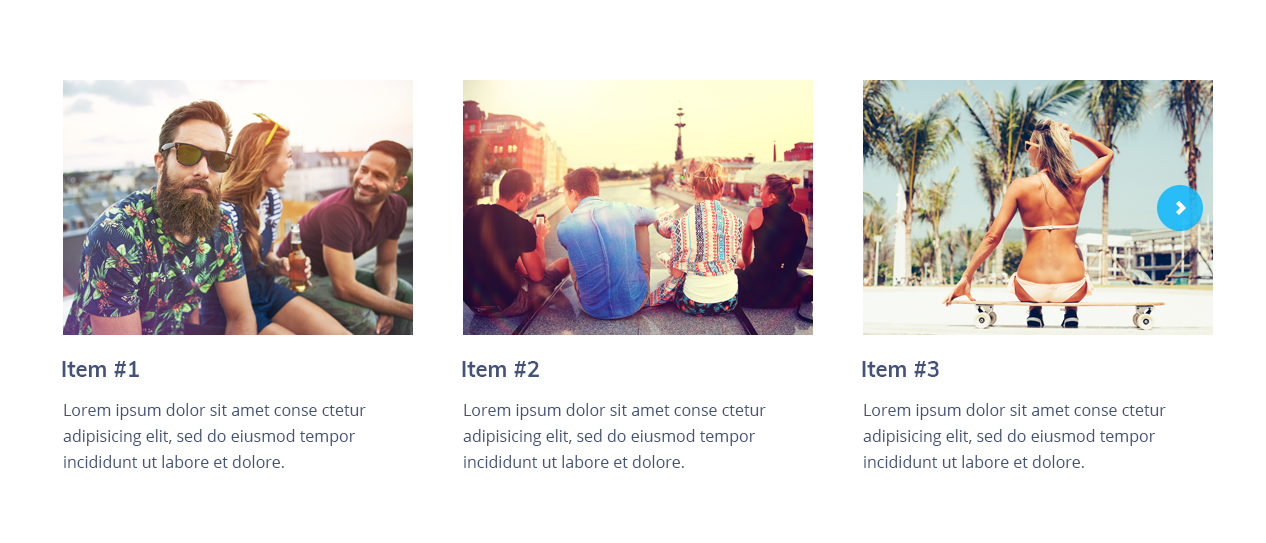 Item #1
Lorem ipsum dolor sit amet conse ctetur
adipisicing elit, sed do eiusmod tempor
incididunt ut labore et dolore.
Item #2
Lorem ipsum dolor sit amet conse ctetur
adipisicing elit, sed do eiusmod tempor
incididunt ut labore et dolore.
Item #3
Lorem ipsum dolor sit amet conse ctetur
adipisicing elit, sed do eiusmod tempor
incididunt ut labore et dolore.